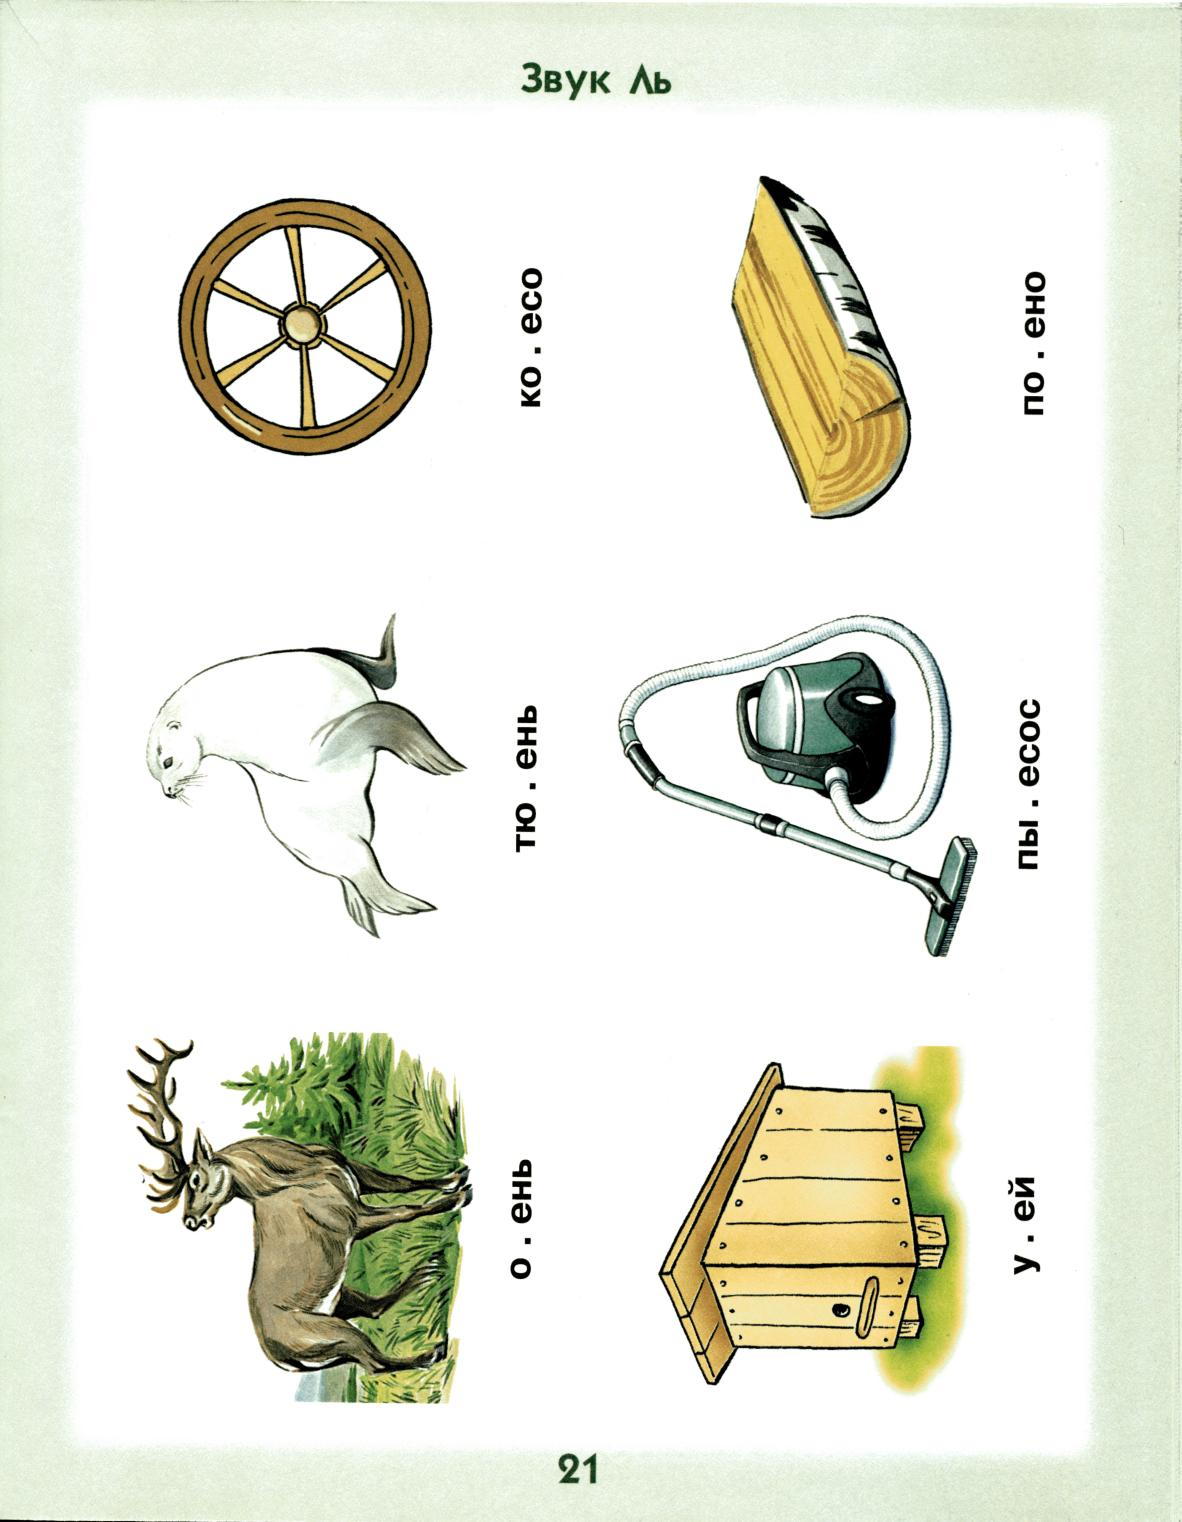 Звук Ль
о . ень
тю . ень
ко . есо
у . ей
пы . есос
по . ено
21